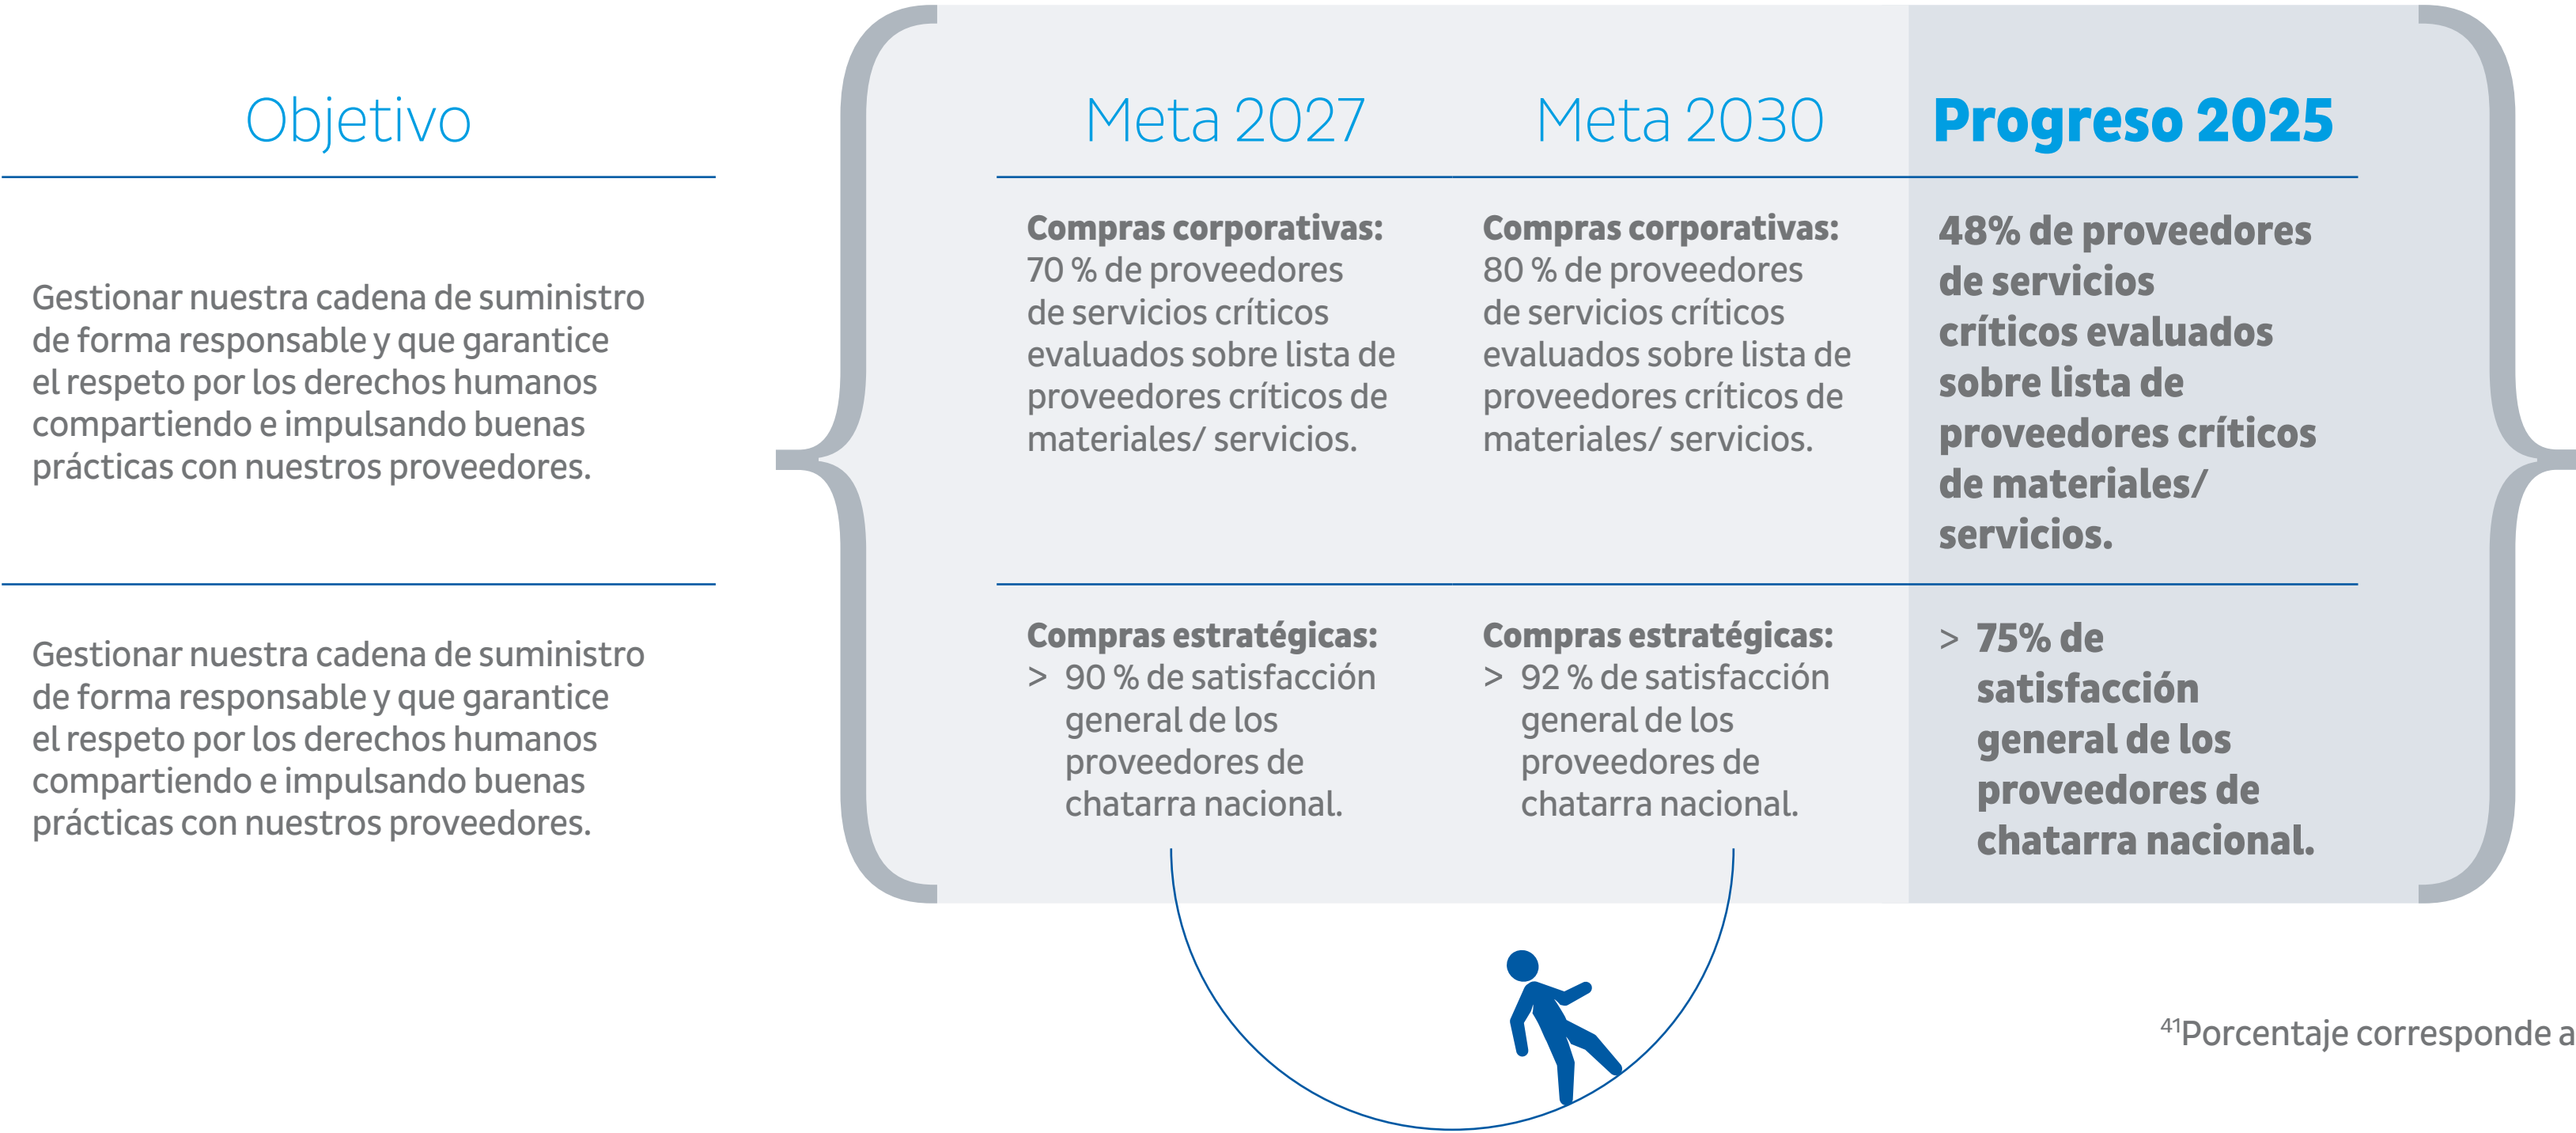 Objetivo
Meta 2027
Meta 2030
Progreso 2025
Gestionar nuestra cadena de suministro
de forma responsable y que garantice
el respeto por los derechos humanos
compartiendo e impulsando buenas
prácticas con nuestros proveedores.
Compras corporativas:
70 % de proveedores
de servicios críticos
evaluados sobre lista de
proveedores críticos de
materiales/ servicios.
Compras corporativas:
80 % de proveedores
de servicios críticos
evaluados sobre lista de
proveedores críticos de
materiales/ servicios.
48% de proveedores
de servicios
críticos evaluados
sobre lista de
proveedores críticos
de materiales/
servicios.
Gestionar nuestra cadena de suministro
de forma responsable y que garantice
el respeto por los derechos humanos
compartiendo e impulsando buenas
prácticas con nuestros proveedores.
Compras estratégicas:
> 90 % de satisfacción
general de los
proveedores de
chatarra nacional.
Compras estratégicas:
> 92 % de satisfacción
general de los
proveedores de
chatarra nacional.
> 75% de
satisfacción
general de los
proveedores de
chatarra nacional.
⁴¹Porcentaje corresponde a